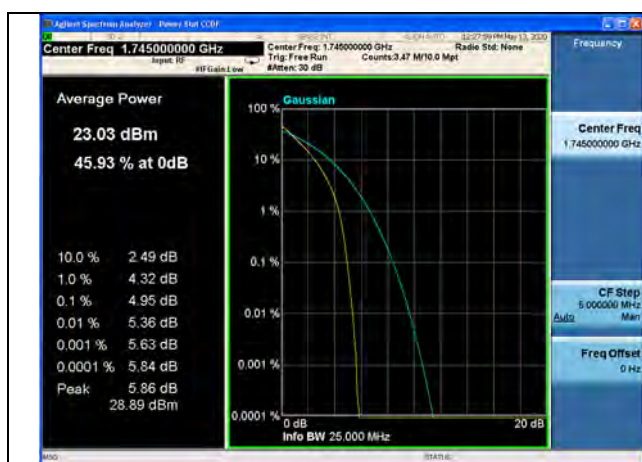 Agilent Spectrum Analyzer - Power Stat CCDF
Center Freq 1.745000000 GHz
Input: RF
#IFGain:Low
SENSE:INT
ALIGN AUTO
12:27:59 PM May 13, 2020
Center Freq: 1.745000000 GHz
Radio Std: None
Trig: Free Run
Counts:3.47 M/10.0 Mpt
#Atten: 30 dB
Frequency
Average Power
23.03 dBm
45.93 % at 0dB
10.0 % 2.49 dB
1.0 % 4.32 dB
0.1 % 4.95 dB
0.01 % 5.36 dB
0.001 % 5.63 dB
0.0001 % 5.84 dB
Peak 5.86 dB
28.89 dBm
Gaussian
100 %
10 %
1 %
0.1 %
0.01 %
0.001 %
0.0001 %
0 dB
20 dB
Info BW 25.000 MHz
Center Freq
1.745000000 GHz
CF Step
5.000000 MHz
Auto Man
Freq Offset
0 Hz
MSG
STATUS